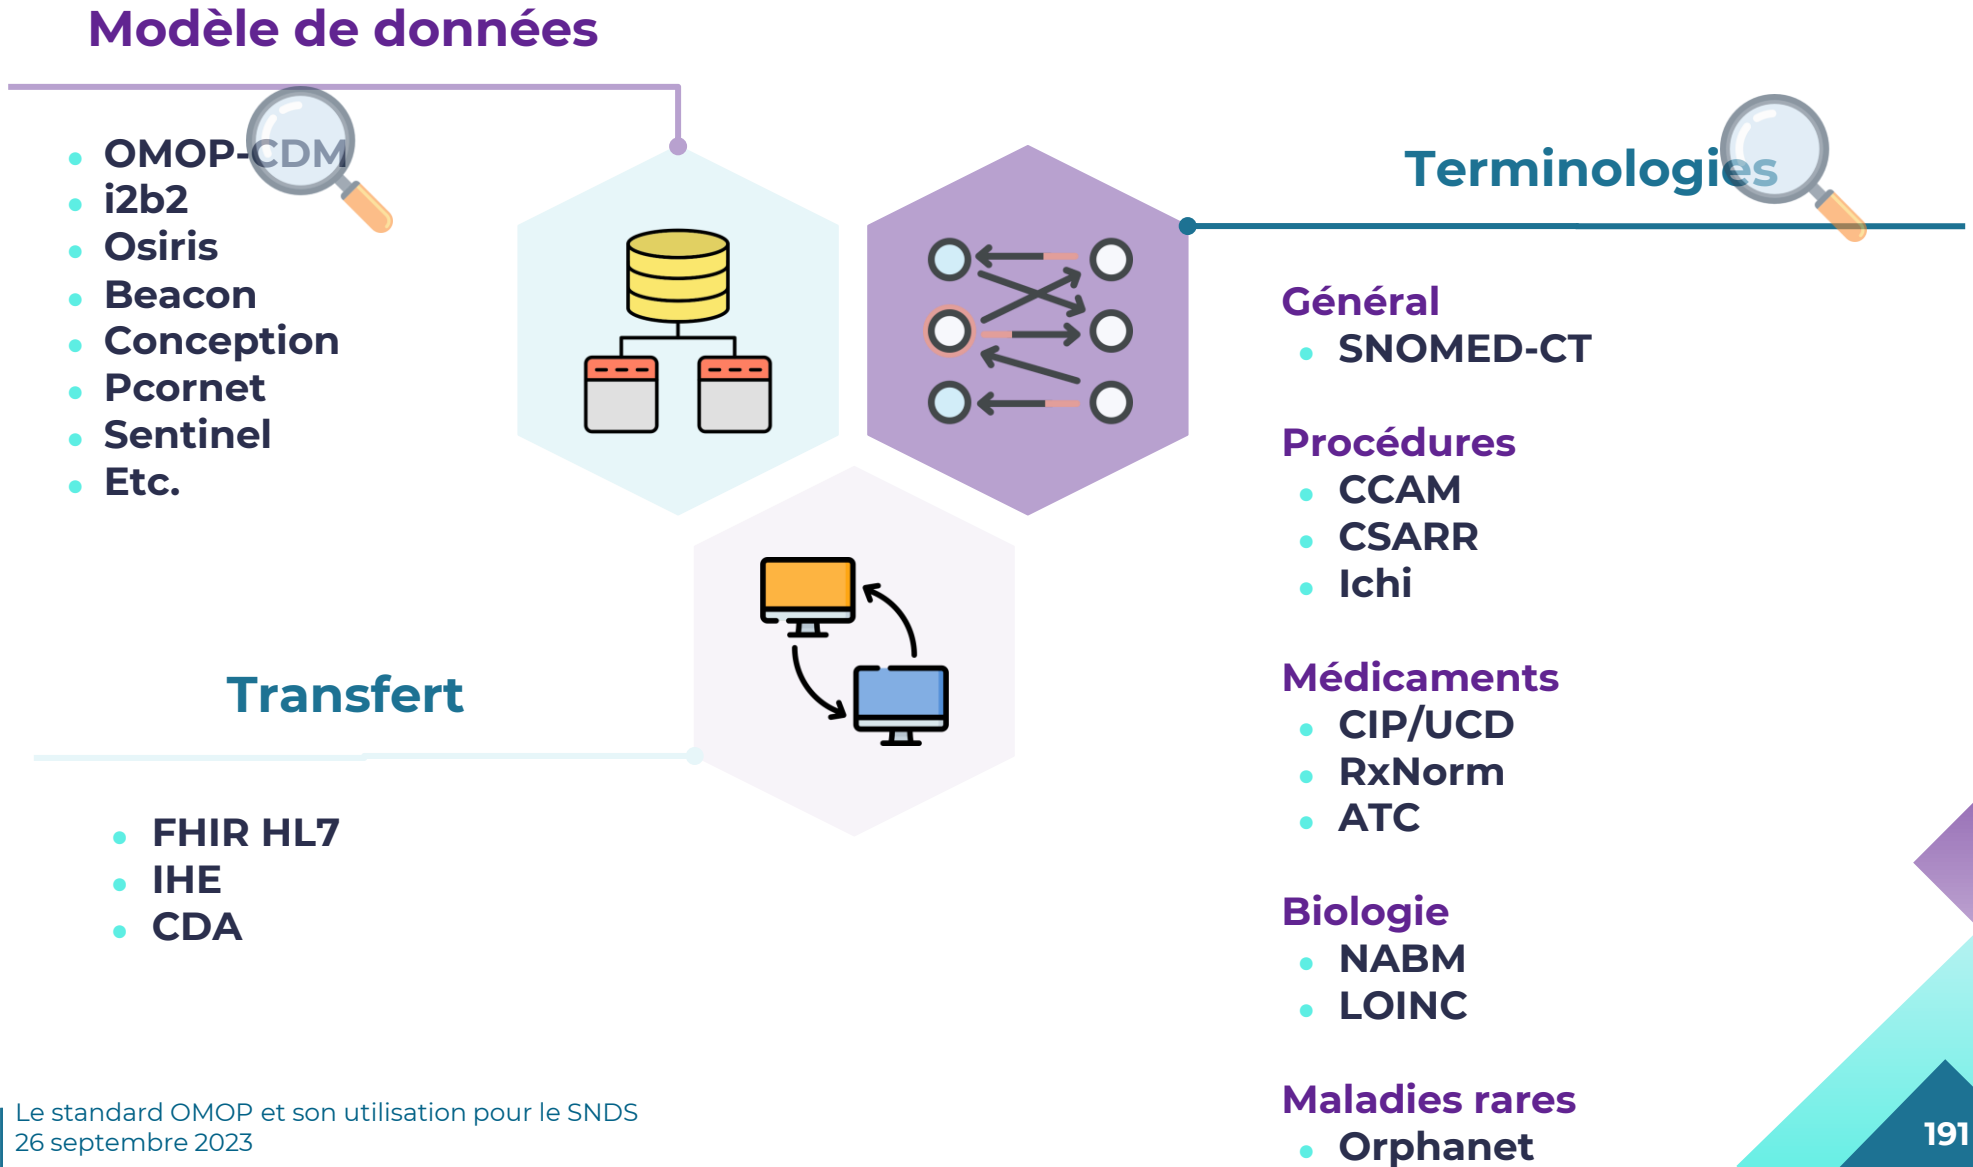 Modèle de données
OMOP-CDM
i2b2
Osiris
Beacon
Conception
Pcornet
Sentinel
Etc.
Transfert
FHIR HL7
IHE
CDA
Terminologies
Général
SNOMED-CT
Procédures
CCAM
CSARR
Ichi
Médicaments
CIP/UCD
RxNorm
ATC
Biologie
NABM
LOINC
Maladies rares
Orphanet
Le standard OMOP et son utilisation pour le SNDS
26 septembre 2023
191